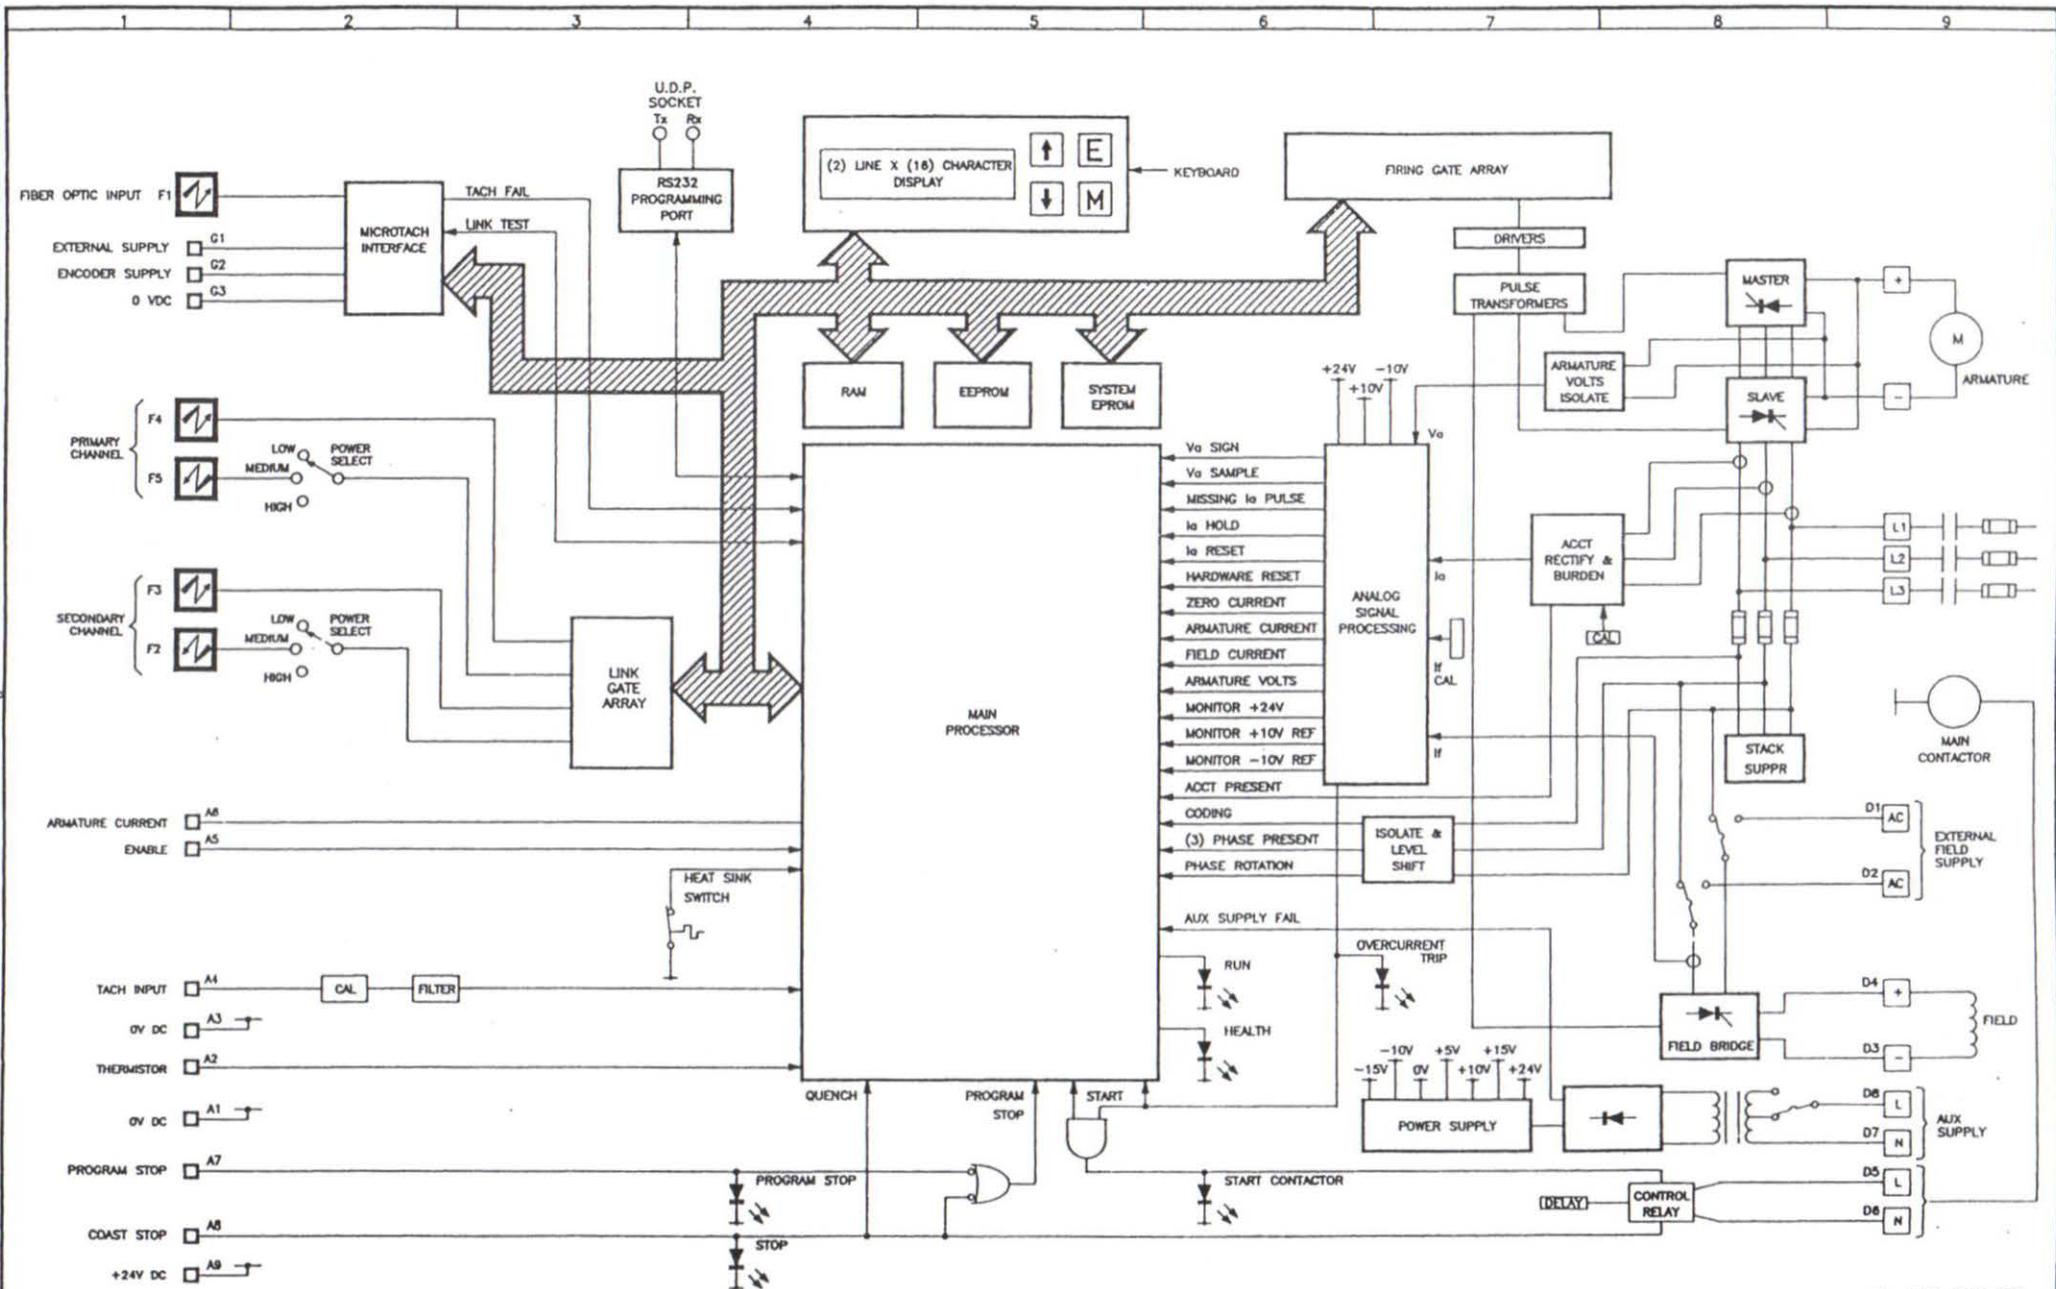 1 2 3 4 5 6 7 8 9
U.D.P.
SOCKET
Tx Rx
RS232
PROGRAMMING
PORT
(2) LINE X (16) CHARACTER
DISPLAY
E
M
KEYBOARD
FIRING GATE ARRAY
DRIVERS
PULSE
TRANSFORMERS
FIBER OPTIC INPUT F1
EXTERNAL SUPPLY G1
ENCODER SUPPLY G2
0 VDC G3
MICROTACH
INTERFACE
TACH FAIL
LINK TEST
MASTER
+
M
ARMATURE
SLAVE
-
ARMATURE
VOLTS
ISOLATE
RAM
EEPROM
SYSTEM
EPROM
+24V
+10V
-10V
Va
PRIMARY
CHANNEL
F4
F5
LOW
MEDIUM
HIGH
POWER
SELECT
SECONDARY
CHANNEL
F3
F2
LOW
MEDIUM
HIGH
POWER
SELECT
LINK
GATE
ARRAY
MAIN
PROCESSOR
Va SIGN
Va SAMPLE
MISSING Ia PULSE
Ia HOLD
Ia RESET
HARDWARE RESET
ZERO CURRENT
ARMATURE CURRENT
FIELD CURRENT
ARMATURE VOLTS
MONITOR +24V
MONITOR +10V REF
MONITOR -10V REF
ACCT PRESENT
CODING
(3) PHASE PRESENT
PHASE ROTATION
AUX SUPPLY FAIL
ANALOG
SIGNAL
PROCESSING
Ia
If
CAL
If
ACCT
RECTIFY &
BURDEN
CAL
L1
L2
L3
STACK
SUPPR
MAIN
CONTACTOR
ISOLATE &
LEVEL
SHIFT
D1 AC
D2 AC
EXTERNAL
FIELD
SUPPLY
ARMATURE CURRENT A6
ENABLE A5
HEAT SINK
SWITCH
TACH INPUT A4
CAL
FILTER
0V DC A3
THERMISTOR A2
0V DC A1
RUN
HEALTH
OVERCURRENT
TRIP
D4 +
D3 -
FIELD
FIELD BRIDGE
-15V
-10V
0V
+5V
+10V
+15V
+24V
POWER SUPPLY
D8 L
D7 N
AUX
SUPPLY
QUENCH
PROGRAM
STOP
START
PROGRAM STOP A7
PROGRAM STOP
START CONTACTOR
DELAY
CONTROL
RELAY
D5 L
D6 N
COAST STOP A8
STOP
+24V DC A9